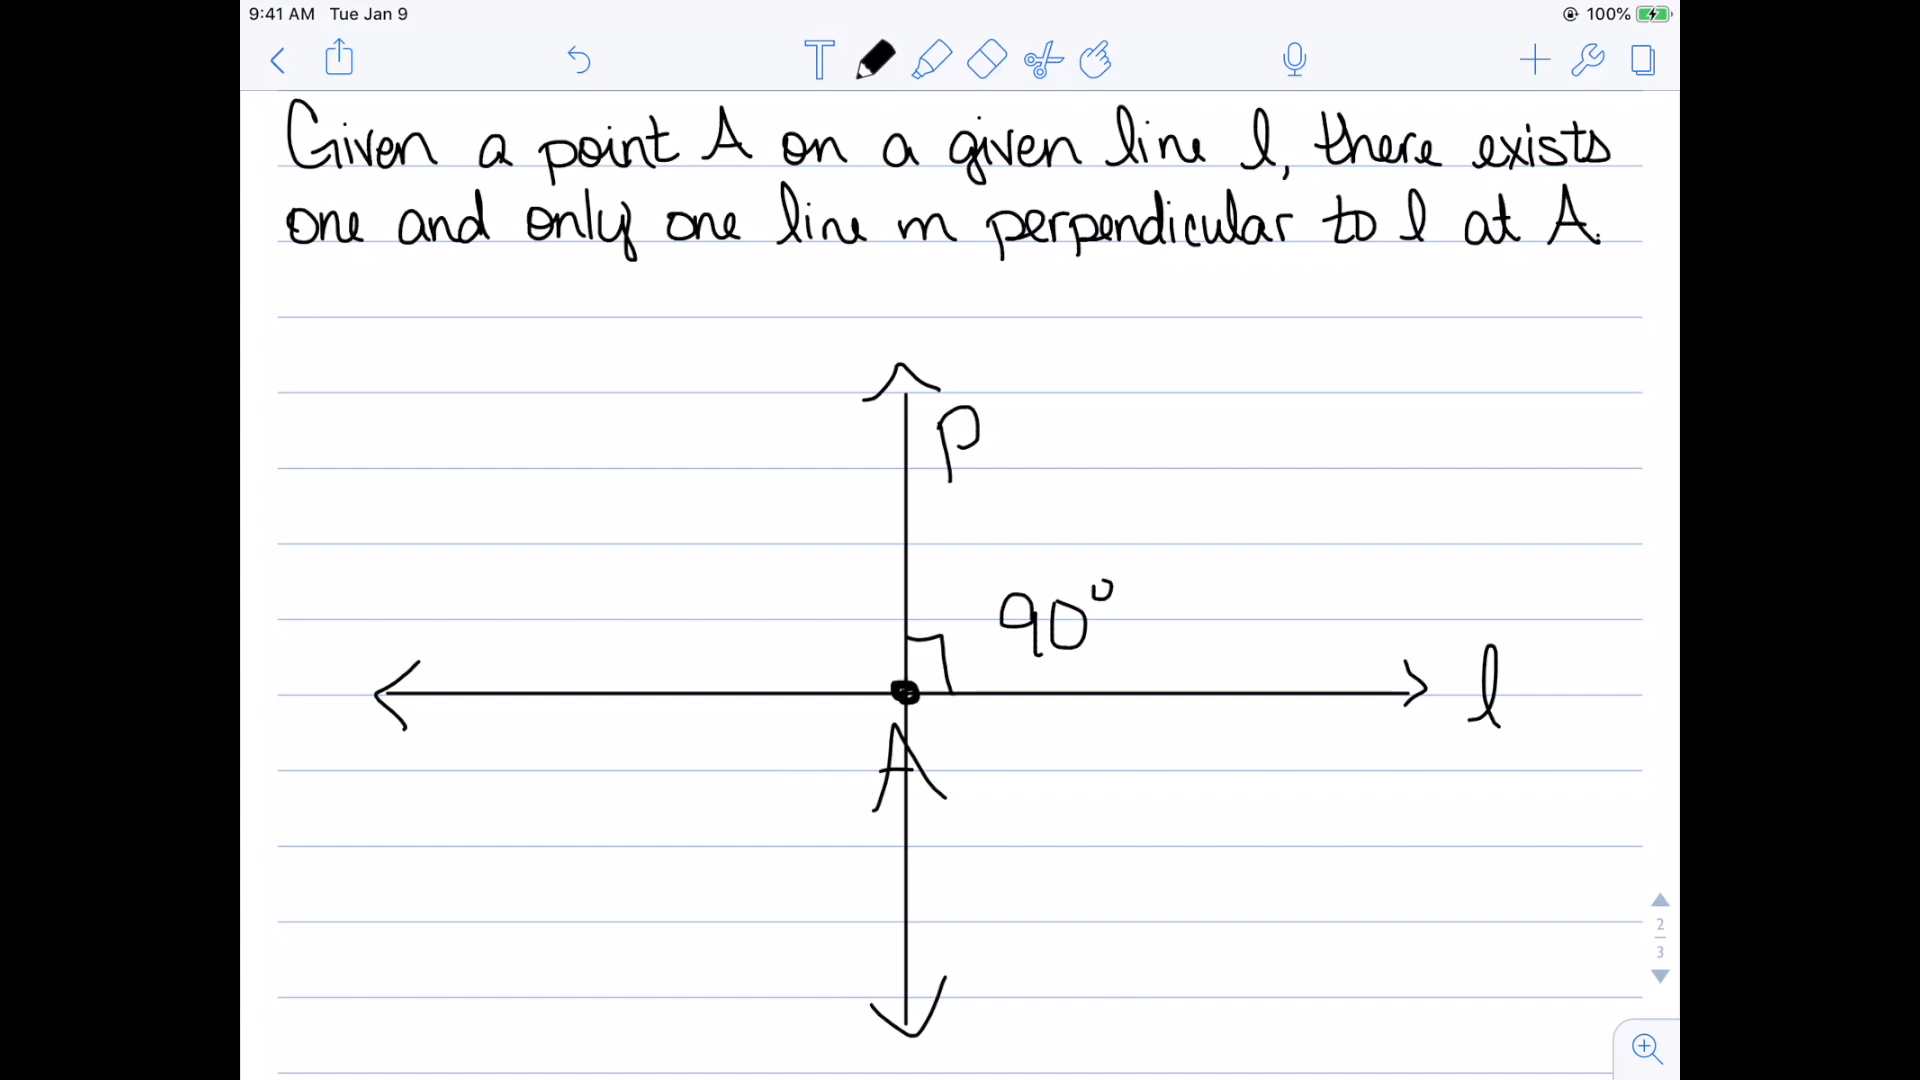 9:41 AM Tue Jan 9
100%
T
Given a point A on a given line l, there exists
one and only one line m perpendicular to l at A.
P
90°
l
A
2
3